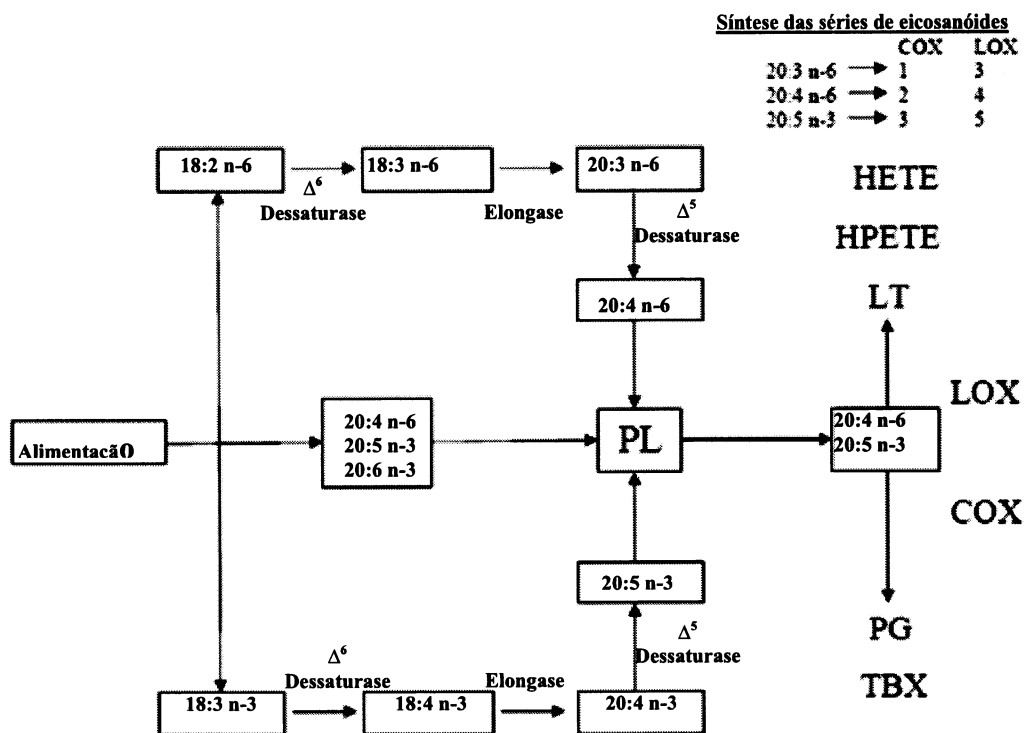 Síntese das séries de eicosanóides
COX LOX
20:3 n-6 1 3
20:4 n-6 2 4
20:5 n-3 3 5
18:2 n-6
Δ⁶
Dessaturase
18:3 n-6
Elongase
20:3 n-6
Δ⁵
Dessaturase
20:4 n-6
HETE
HPETE
LT
LOX
Alimentacã0
20:4 n-6
20:5 n-3
20:6 n-3
PL
20:4 n-6
20:5 n-3
COX
20:5 n-3
PG
TBX
18:3 n-3
Δ⁶
Dessaturase
18:4 n-3
Elongase
20:4 n-3
Δ⁵
Dessaturase